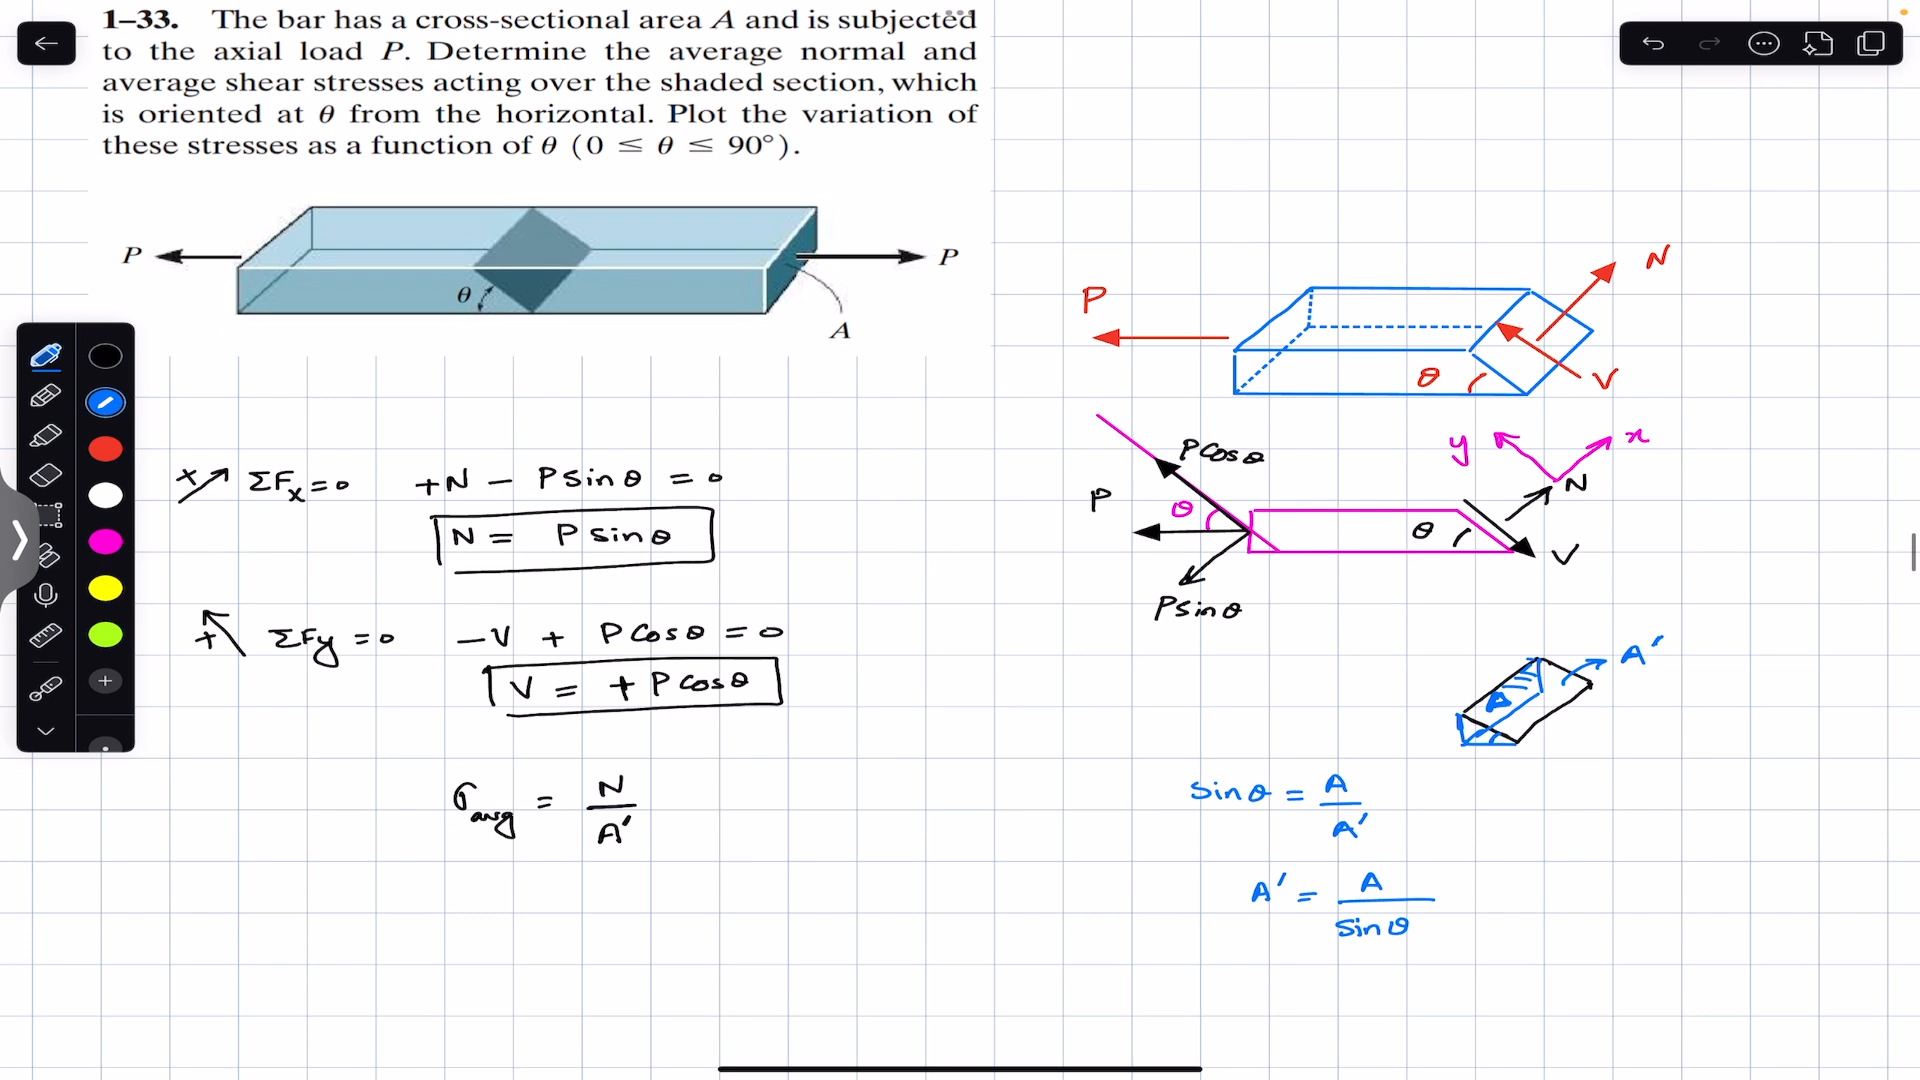 1–33. The bar has a cross-sectional area A and is subjected
to the axial load P. Determine the average normal and
average shear stresses acting over the shaded section, which
is oriented at θ from the horizontal. Plot the variation of
these stresses as a function of θ (0 ≤ θ ≤ 90°).
P
P
θ
A
N
P
θ
V
y
x
P cos θ
P
θ
N
θ
V
P sin θ
+↗ ΣFx = 0 +N − P sin θ = 0
N = P sin θ
+↖ ΣFy = 0 −V + P cos θ = 0
V = + P cos θ
σavg = N / A'
A'
A
sin θ = A / A'
A' = A / sin θ